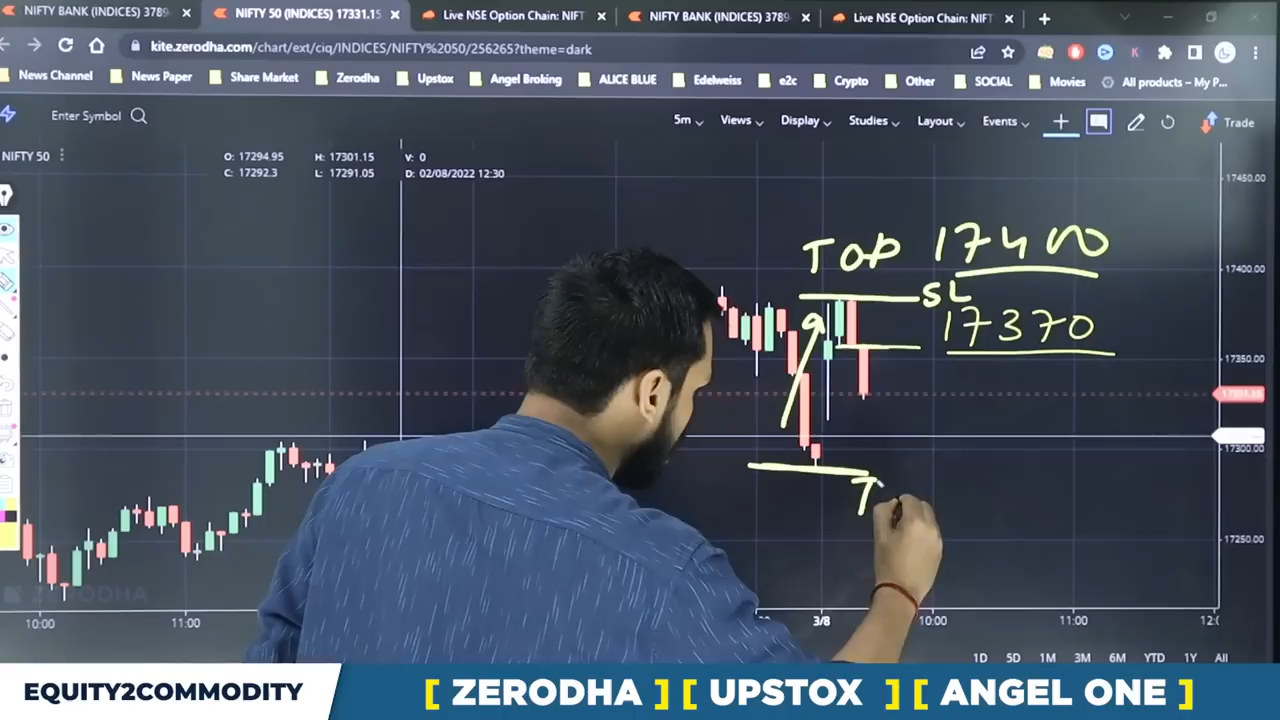 NIFTY BANK (INDICES) 3789
NIFTY 50 (INDICES) 17331.15
Live NSE Option Chain: NIFT
NIFTY BANK (INDICES) 3789
Live NSE Option Chain: NIFT
kite.zerodha.com/chart/ext/ciq/INDICES/NIFTY%2050/256265?theme=dark
News Channel
News Paper
Share Market
Zerodha
Upstox
Angel Broking
ALICE BLUE
Edelweiss
e2c
Crypto
Other
SOCIAL
Movies
All products – My P...
Enter Symbol
5m
Views
Display
Studies
Layout
Events
Trade
NIFTY 50
O: 17294.95
H: 17301.15
V: 0
C: 17292.3
L: 17291.05
D: 02/08/2022 12:30
17450.00
TOP 17400
17400.00
SL
17370
17350.00
17331.15
17300.00
T
17250.00
ZERODHA
10:00
11:00
3/8
10:00
11:00
1D
5D
1M
3M
6M
YTD
1Y
All
EQUITY2COMMODITY
[ ZERODHA ] [ UPSTOX ] [ ANGEL ONE ]